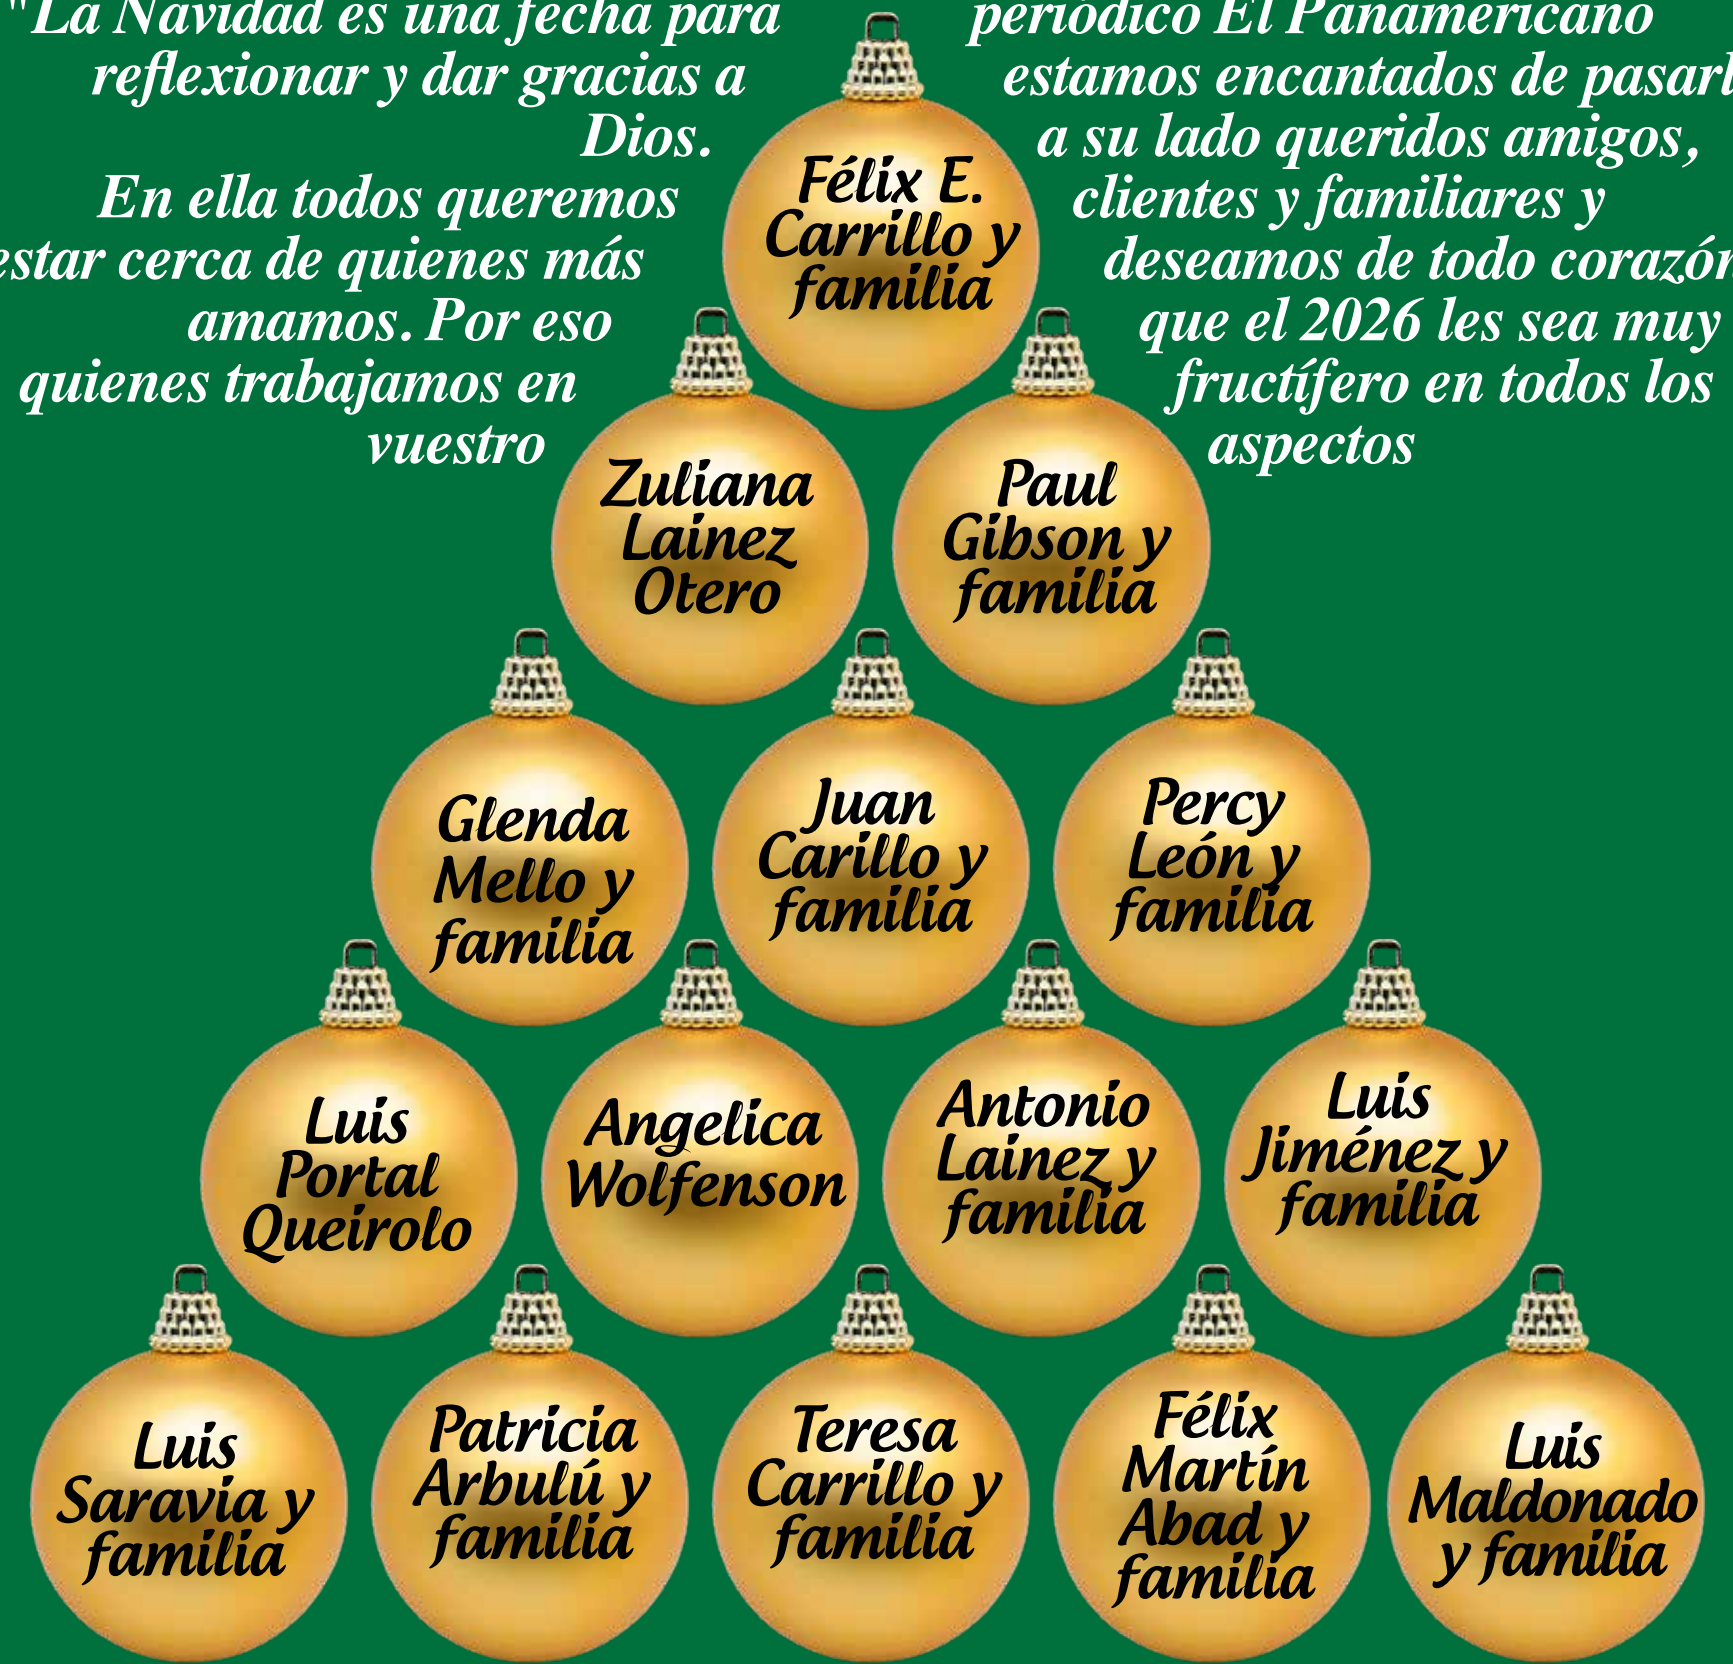 "La Navidad es una fecha para
reflexionar y dar gracias a
Dios.
En ella todos queremos
estar cerca de quienes más
amamos. Por eso
quienes trabajamos en
vuestro
periódico El Panamericano
estamos encantados de pasarl
a su lado queridos amigos,
clientes y familiares y
deseamos de todo corazón
que el 2026 les sea muy
fructífero en todos los
aspectos
Félix E.
Carrillo y
familia
Zuliana
Lainez
Otero
Paul
Gibson y
familia
Glenda
Mello y
familia
Juan
Carillo y
familia
Percy
León y
familia
Luis
Portal
Queirolo
Angelica
Wolfenson
Antonio
Lainez y
familia
Luis
Jiménez y
familia
Luis
Saravia y
familia
Patricia
Arbulú y
familia
Teresa
Carrillo y
familia
Félix
Martín
Abad y
familia
Luis
Maldonado
y familia